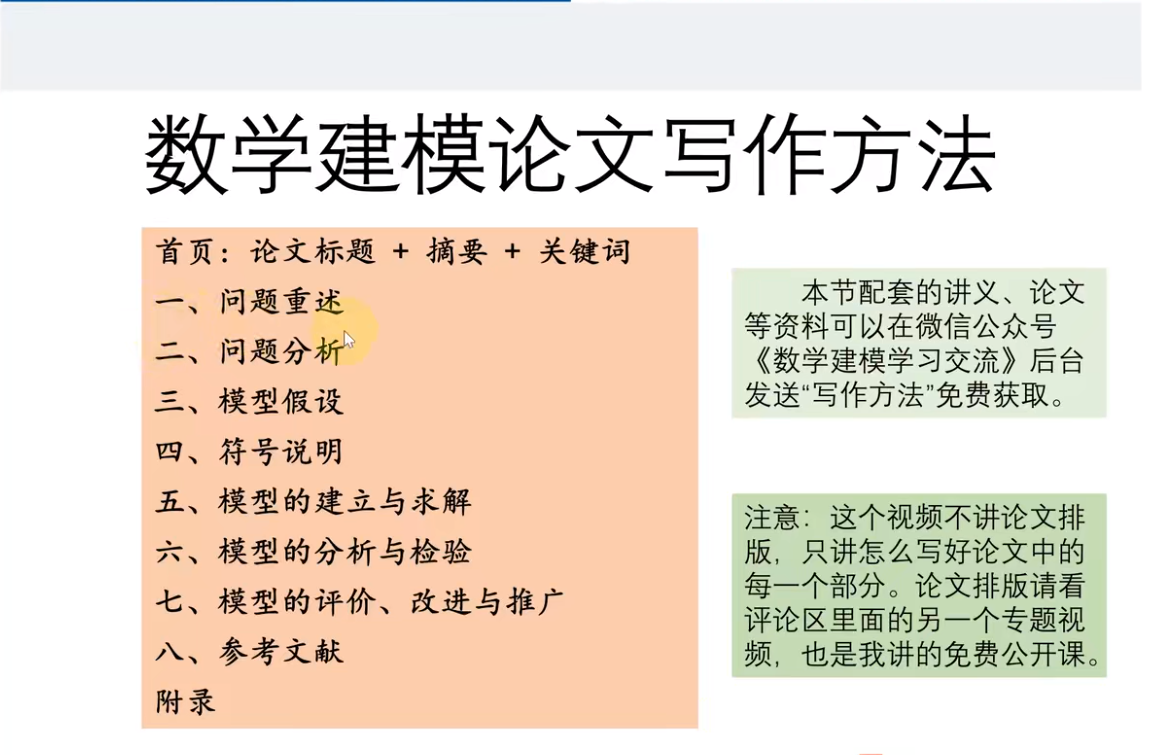 数学建模论文写作方法
首页：论文标题 + 摘要 + 关键词
一、问题重述
二、问题分析
三、模型假设
四、符号说明
五、模型的建立与求解
六、模型的分析与检验
七、模型的评价、改进与推广
八、参考文献
附录
本节配套的讲义、论文
等资料可以在微信公众号
《数学建模学习交流》后台
发送“写作方法”免费获取。
注意：这个视频不讲论文排
版，只讲怎么写好论文中的
每一个部分。论文排版请看
评论区里面的另一个专题视
频，也是我讲的免费公开课。